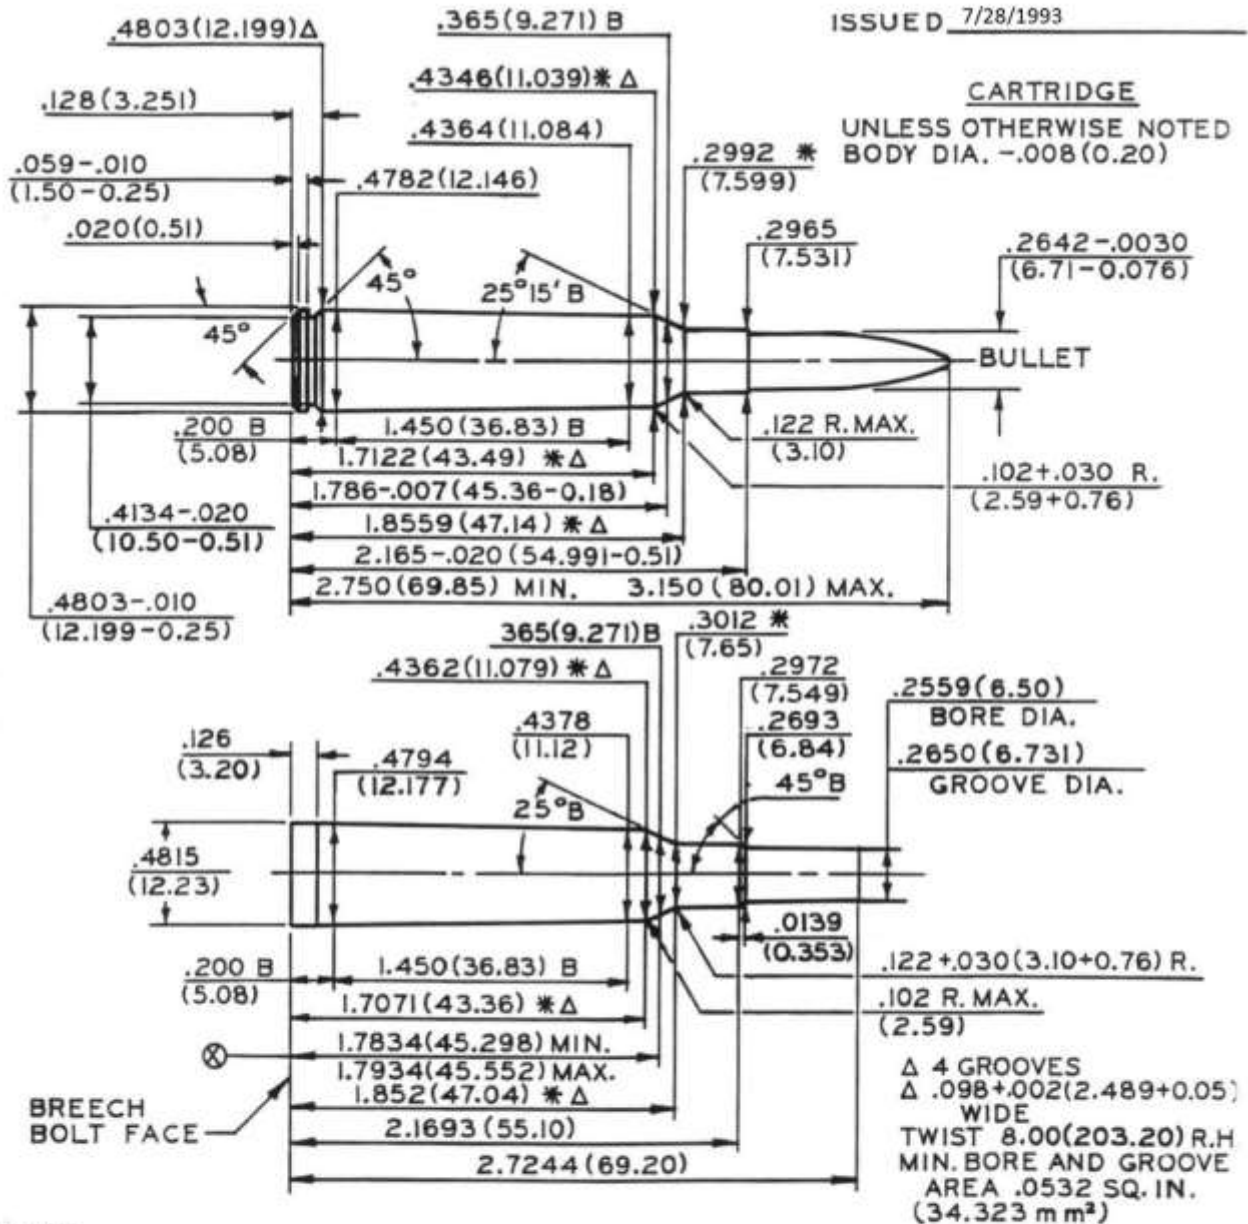 ISSUED 7/28/1993
CARTRIDGE
UNLESS OTHERWISE NOTED
BODY DIA. -.008(0.20)
.4803(12.199)Δ
.365(9.271) B
.4346(11.039)* Δ
.128(3.251)
.4364(11.084)
.2992 *
(7.599)
.059-.010
(1.50-0.25)
.4782(12.146)
.020(0.51)
.2965
(7.531)
.2642-.0030
(6.71-0.076)
45°
25°15' B
45°
BULLET
.200 B
(5.08)
1.450(36.83) B
.122 R. MAX.
(3.10)
1.7122(43.49) *Δ
.102+.030 R.
(2.59+0.76)
1.786-.007(45.36-0.18)
.4134-.020
(10.50-0.51)
1.8559(47.14) *Δ
2.165-.020(54.991-0.51)
2.750(69.85) MIN. 3.150(80.01) MAX.
.4803-.010
(12.199-0.25)
.365(9.271)B
.3012 *
(7.65)
.4362(11.079) *Δ
.2972
(7.549)
.2559(6.50)
BORE DIA.
.4378
(11.12)
.2693
(6.84)
.126
(3.20)
.4794
(12.177)
.2650(6.731)
GROOVE DIA.
25°B
45°B
.4815
(12.23)
.0139
(0.353)
.200 B
(5.08)
1.450(36.83) B
.122+.030(3.10+0.76) R.
1.7071(43.36) *Δ
.102 R. MAX.
(2.59)
Ⓧ
1.7834(45.298) MIN.
1.7934(45.552) MAX.
1.852(47.04) *Δ
BREECH
BOLT FACE
2.1693(55.10)
2.7244(69.20)
Δ 4 GROOVES
Δ .098+.002(2.489+0.05)
WIDE
TWIST 8.00(203.20) R.H
MIN. BORE AND GROOVE
AREA .0532 SQ. IN.
(34.323 mm²)